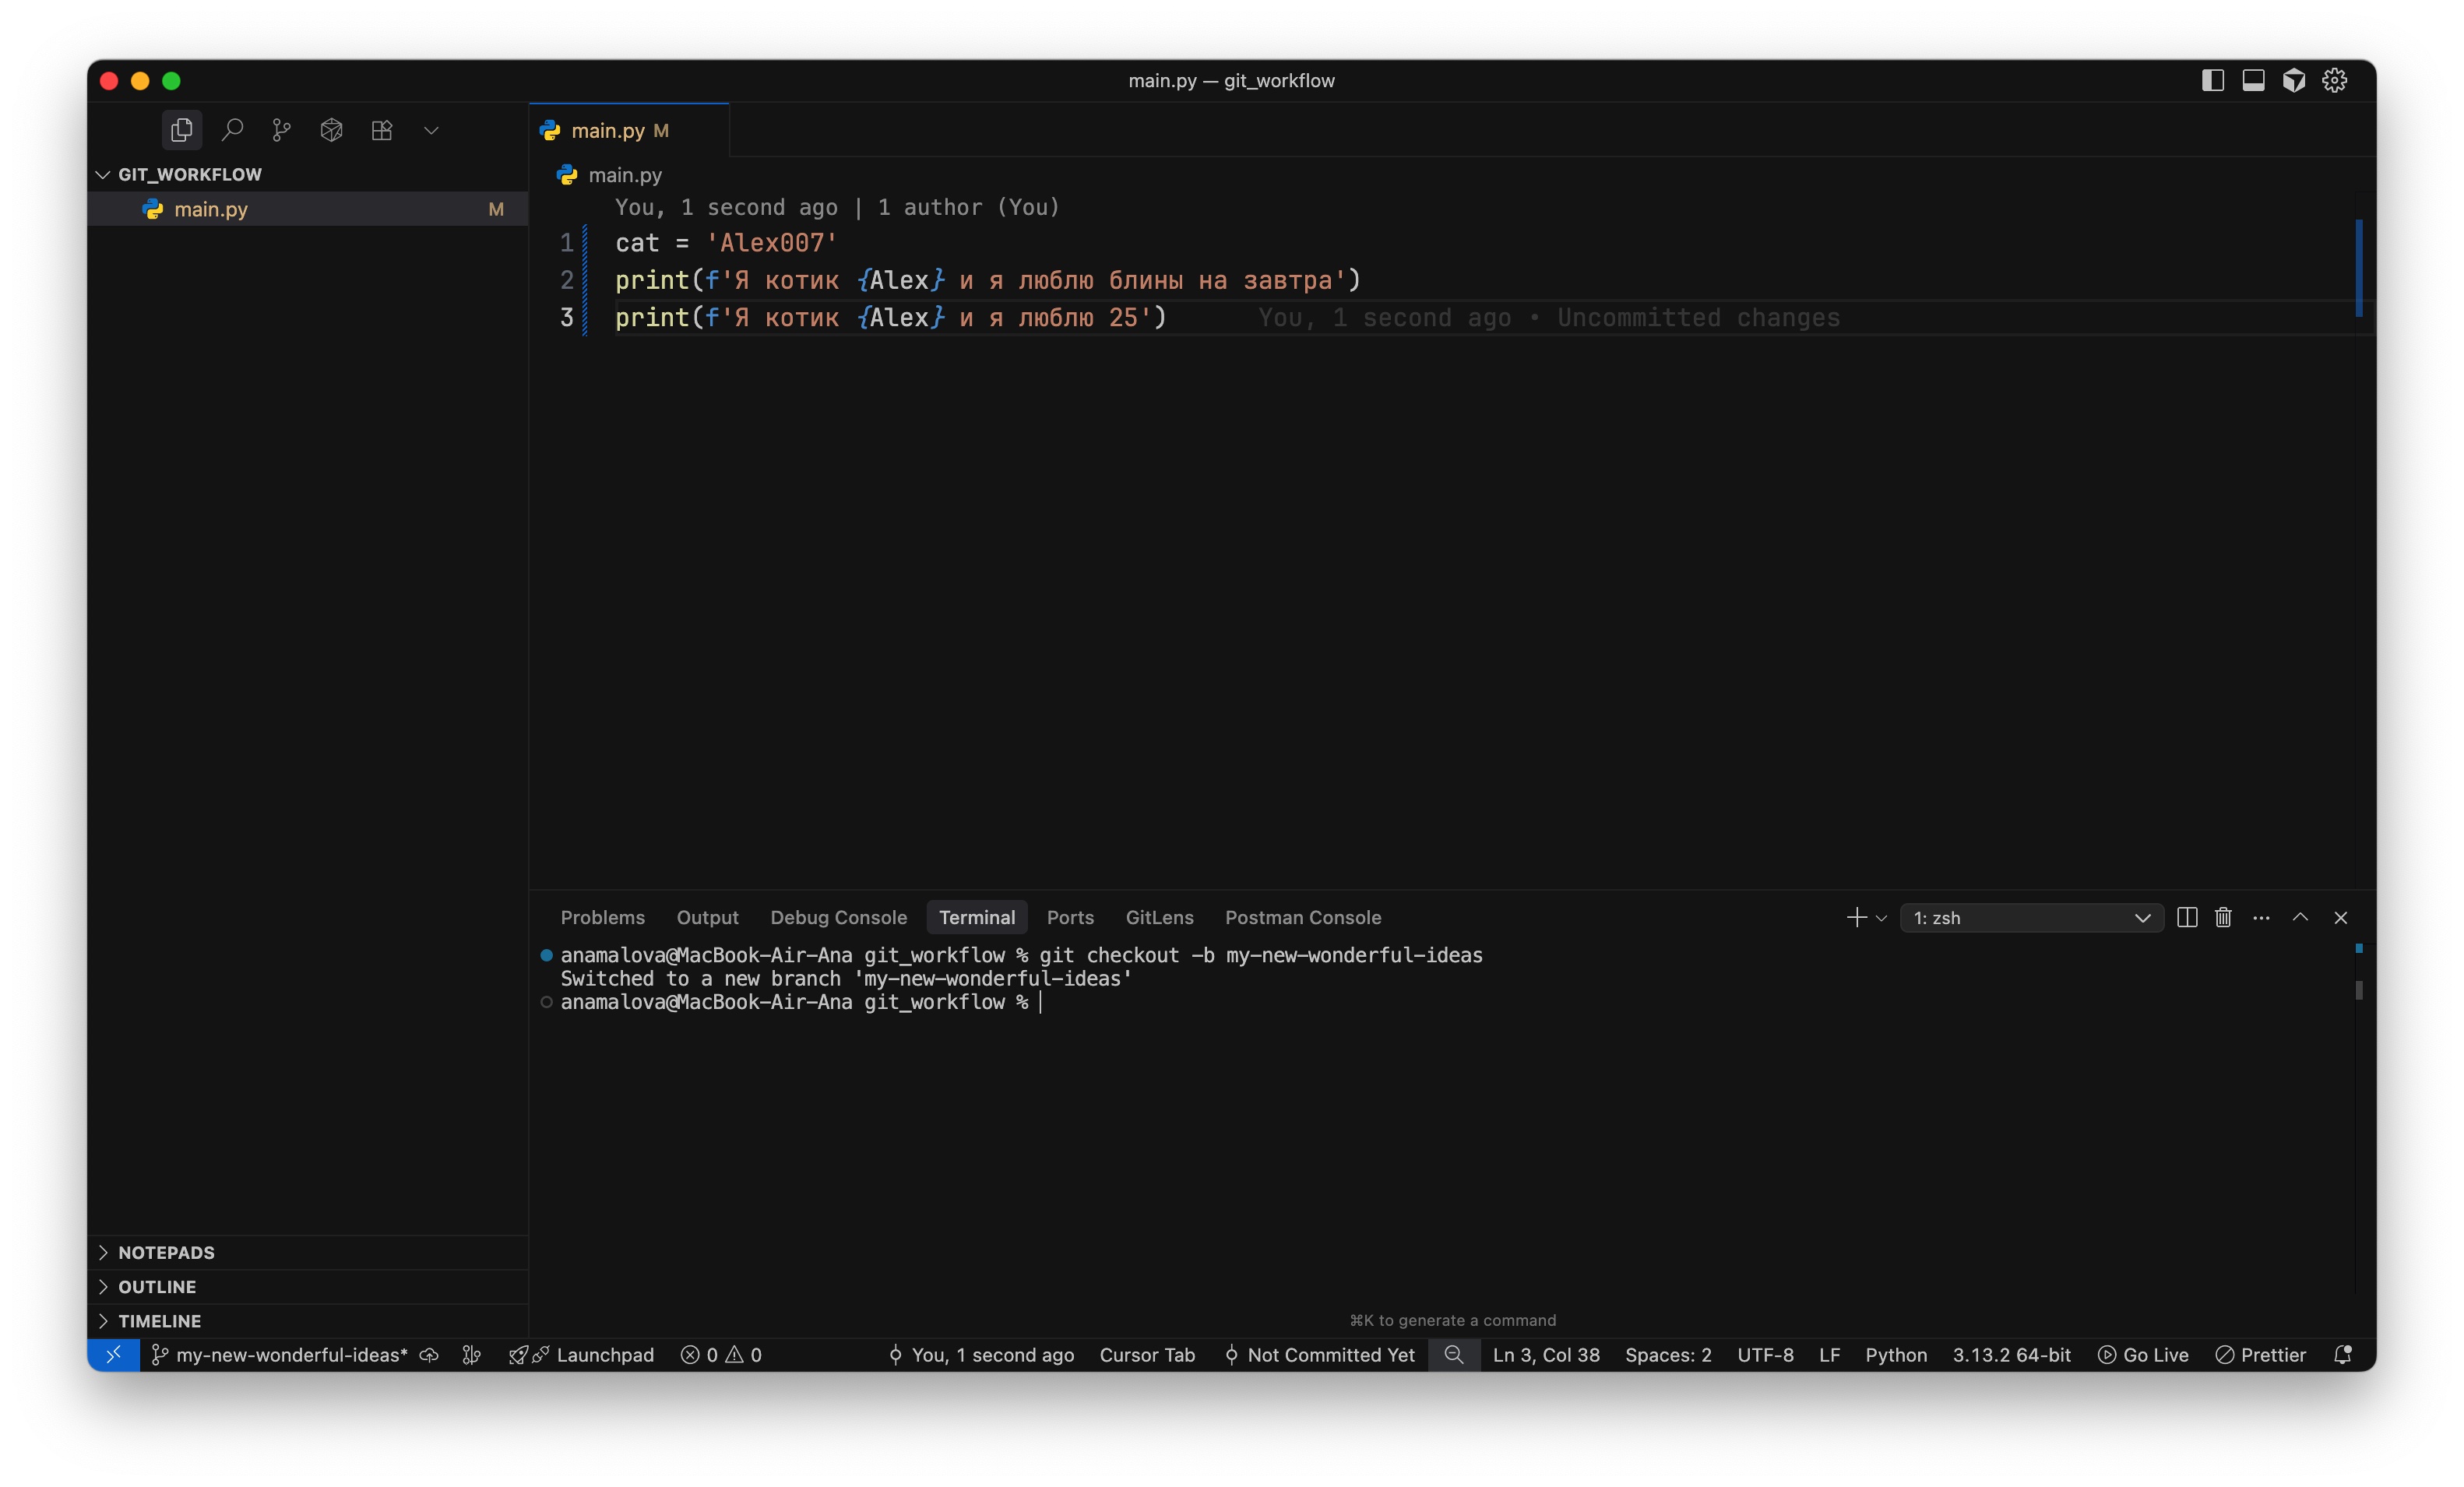 main.py — git_workflow
GIT_WORKFLOW
main.py M
main.py M
main.py
You, 1 second ago | 1 author (You)
1 cat = 'Alex007'
2 print(f'Я котик {Alex} и я люблю блины на завтра')
3 print(f'Я котик {Alex} и я люблю 25') You, 1 second ago • Uncommitted changes
Problems Output Debug Console Terminal Ports GitLens Postman Console 1: zsh
anamalova@MacBook-Air-Ana git_workflow % git checkout -b my-new-wonderful-ideas
Switched to a new branch 'my-new-wonderful-ideas'
anamalova@MacBook-Air-Ana git_workflow %
NOTEPADS
OUTLINE
TIMELINE
⌘K to generate a command
my-new-wonderful-ideas* Launchpad 0 0 You, 1 second ago Cursor Tab Not Committed Yet Ln 3, Col 38 Spaces: 2 UTF-8 LF Python 3.13.2 64-bit Go Live Prettier